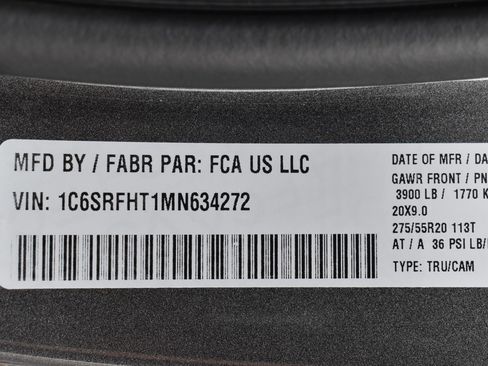 MFD BY / FABR PAR: FCA US LLC
VIN: 1C6SRFHT1MN634272
DATE OF MFR / DA
GAWR FRONT / PN
3900 LB / 1770 K
20X9.0
275/55R20 113T
AT / A 36 PSI LB/
TYPE: TRU/CAM